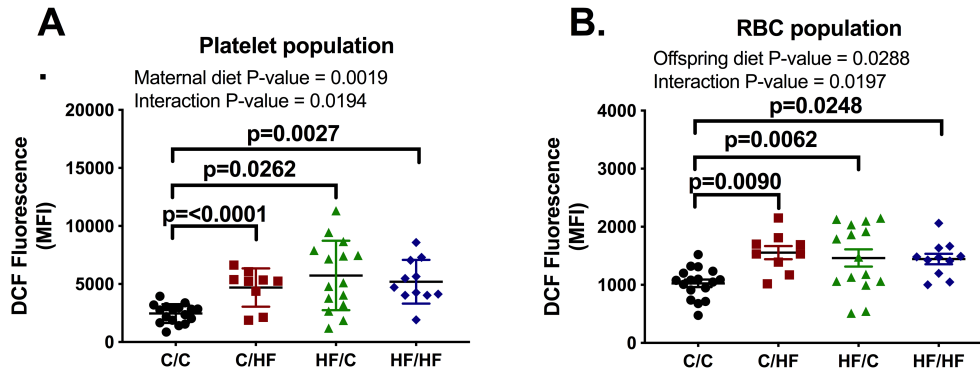 A
Platelet population
Maternal diet P-value = 0.0019
Interaction P-value = 0.0194
20000
15000
10000
5000
0
DCF Fluorescence
(MFI)
p=0.0027
p=0.0262
p=<0.0001
C/C
C/HF
HF/C
HF/HF
B.
RBC population
Offspring diet P-value = 0.0288
Interaction P-value = 0.0197
4000
3000
2000
1000
0
DCF Fluorescence
(MFI)
p=0.0248
p=0.0062
p=0.0090
C/C
C/HF
HF/C
HF/HF